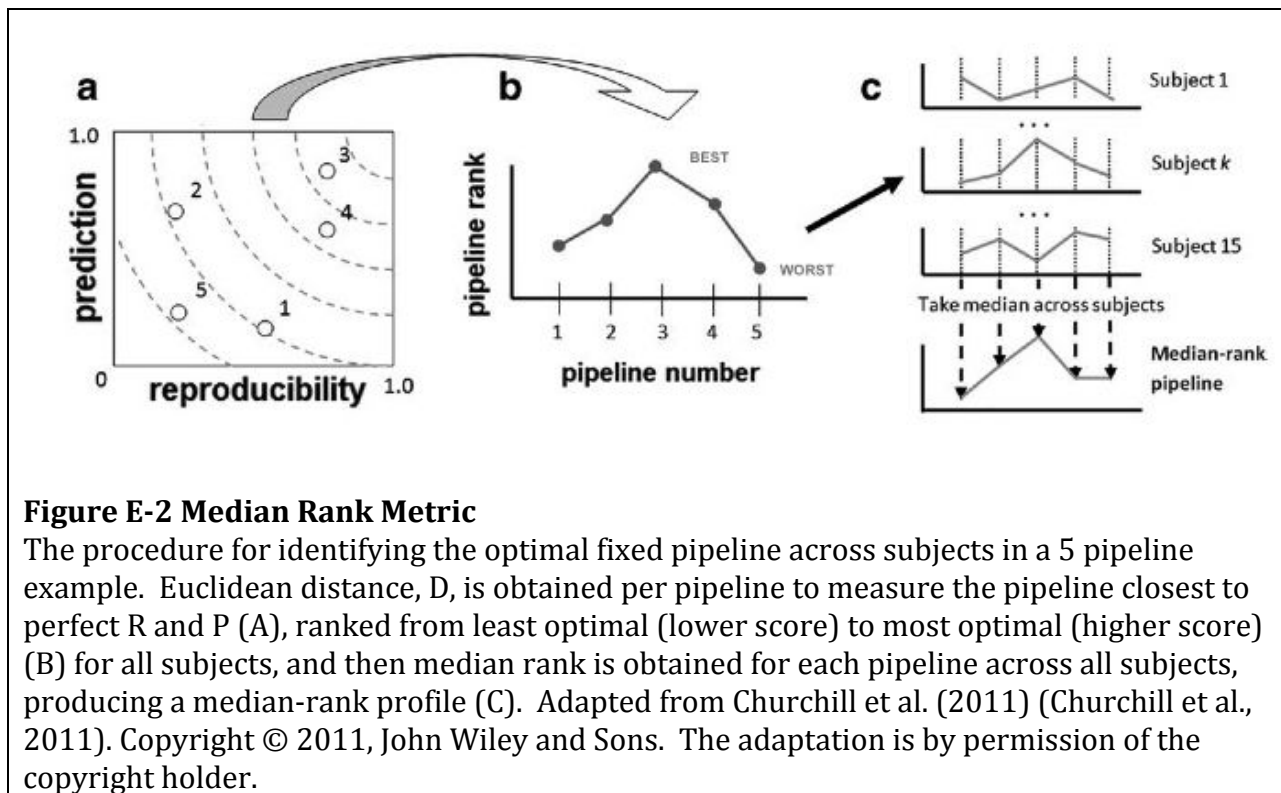 a
1.0
prediction
2
3
4
5
1
0
reproducibility
1.0
b
pipeline rank
BEST
WORST
1 2 3 4 5
pipeline number
c
Subject 1
...
Subject k
...
Subject 15
Take median across subjects
Median-rank
pipeline
Figure E-2 Median Rank Metric
The procedure for identifying the optimal fixed pipeline across subjects in a 5 pipeline
example. Euclidean distance, D, is obtained per pipeline to measure the pipeline closest to
perfect R and P (A), ranked from least optimal (lower score) to most optimal (higher score)
(B) for all subjects, and then median rank is obtained for each pipeline across all subjects,
producing a median-rank profile (C). Adapted from Churchill et al. (2011) (Churchill et al.,
2011). Copyright © 2011, John Wiley and Sons. The adaptation is by permission of the
copyright holder.